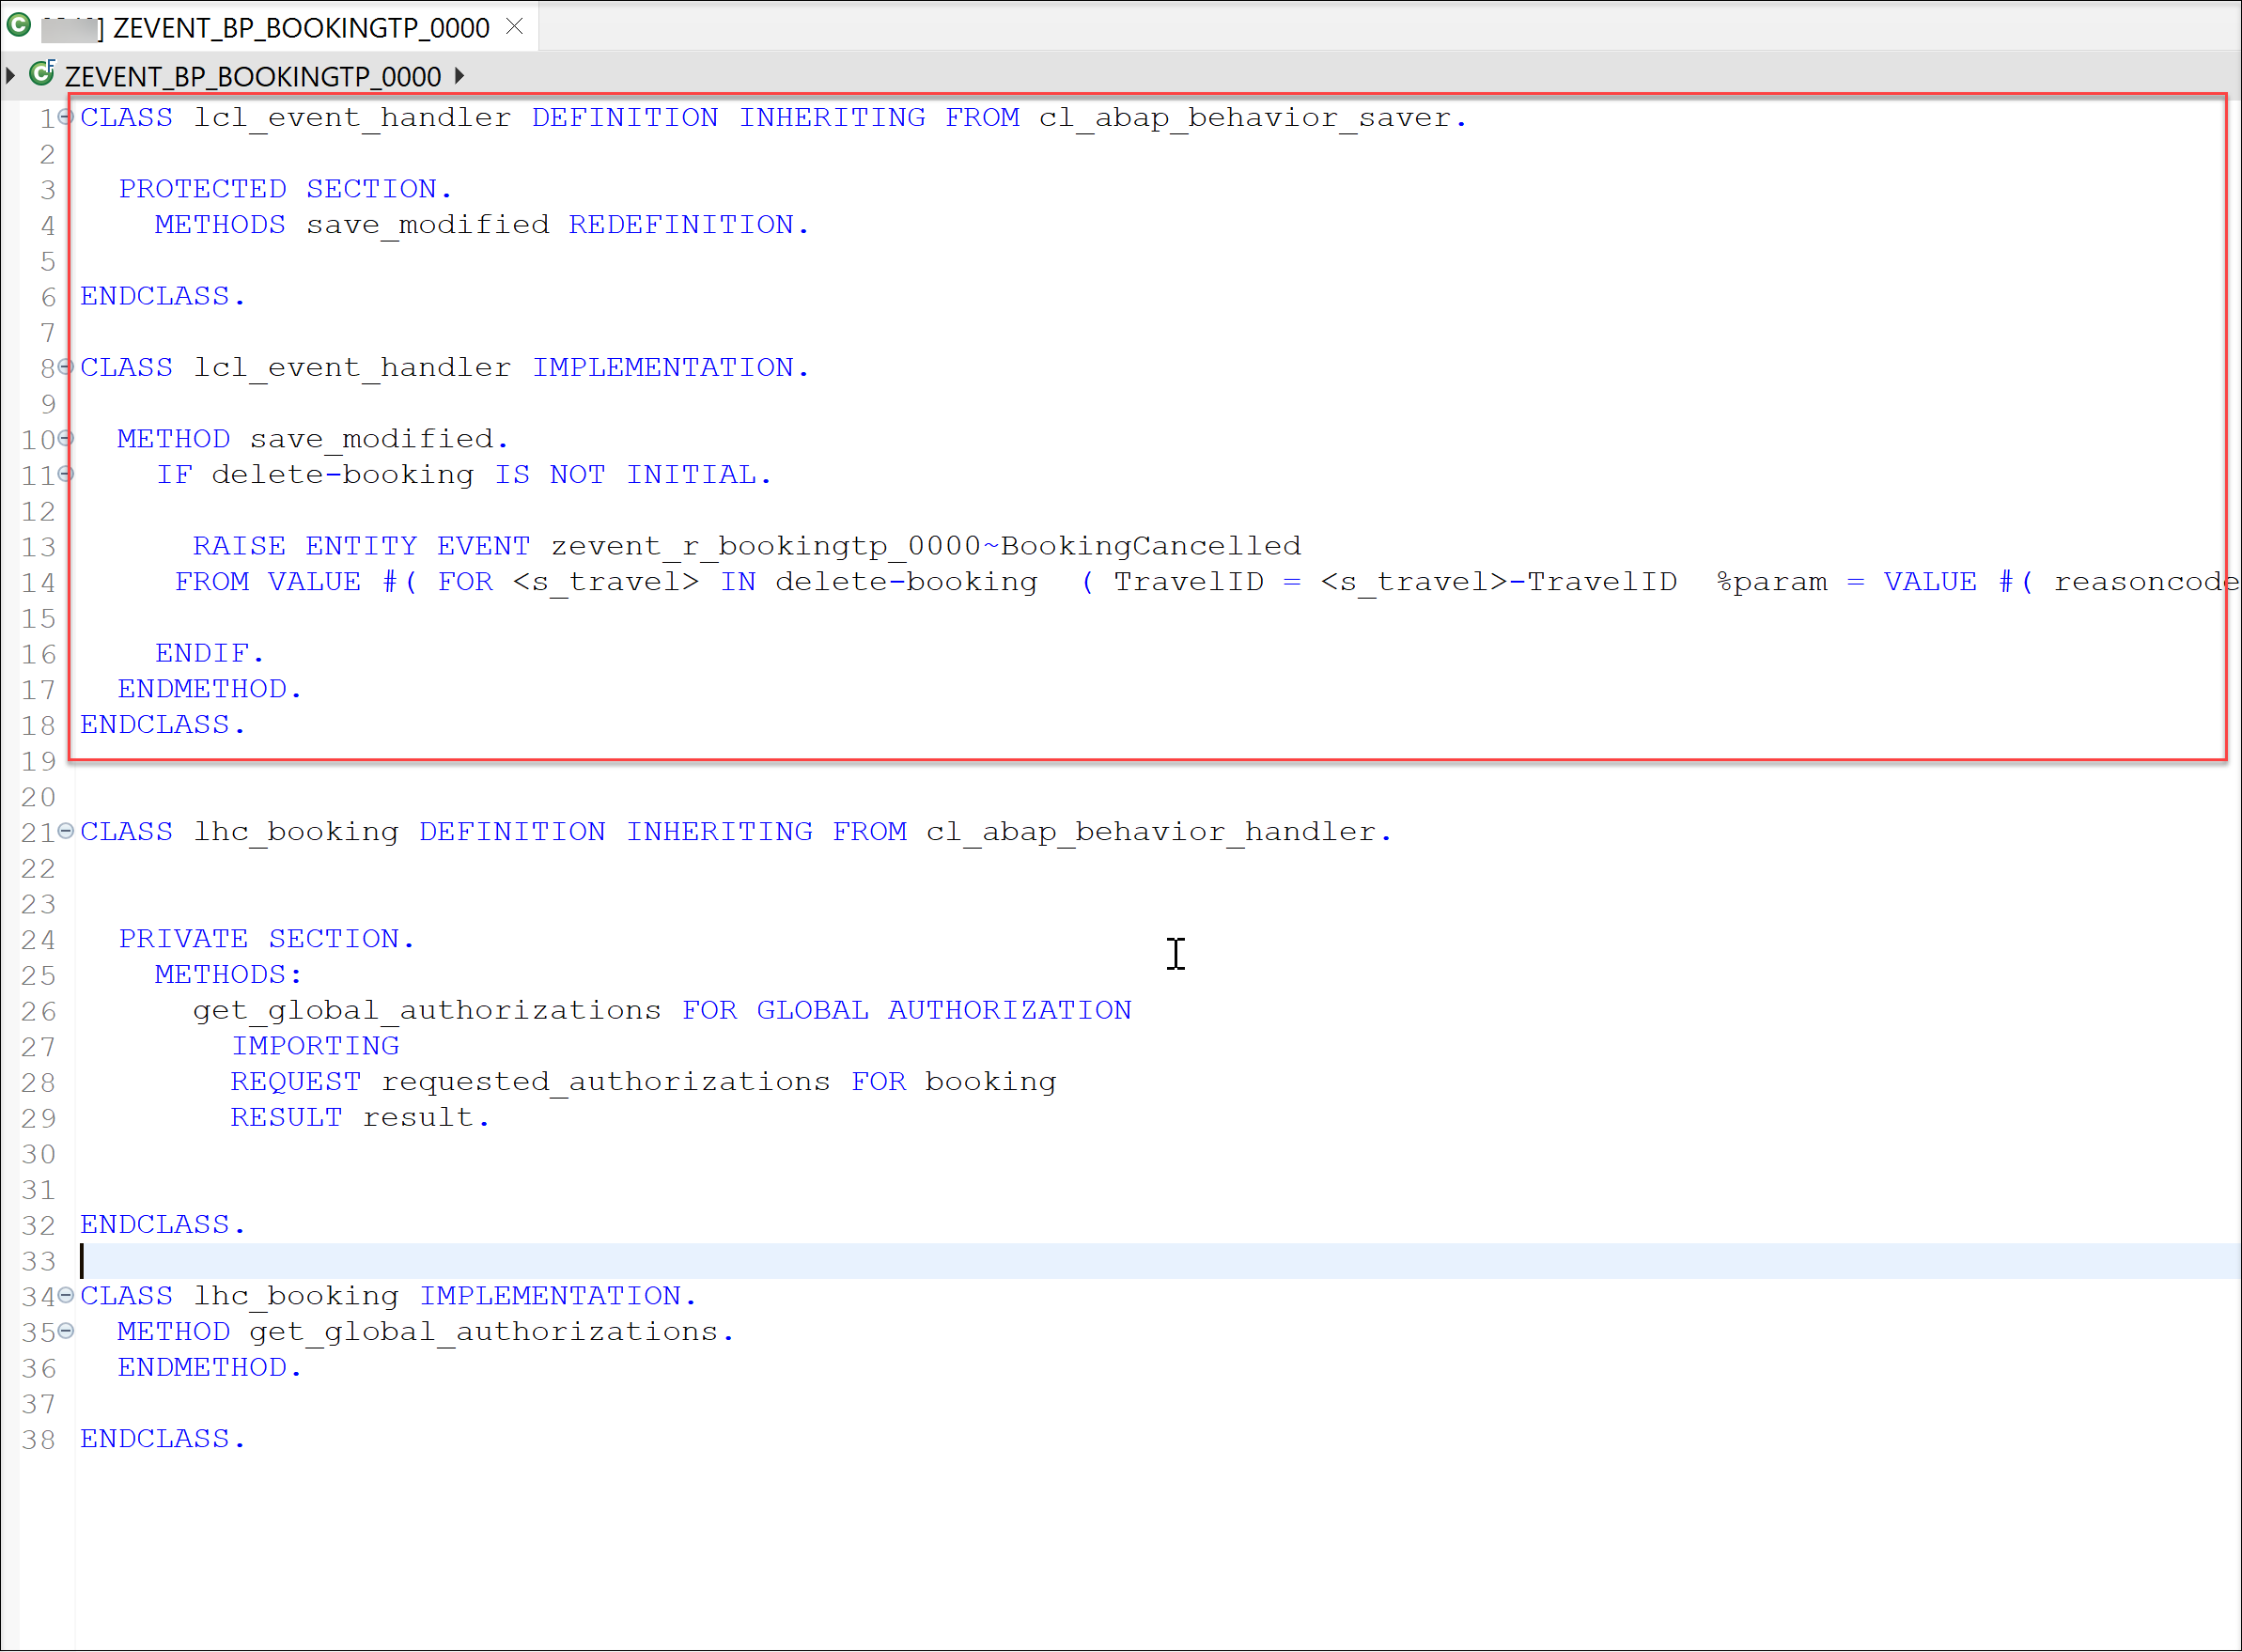 ] ZEVENT_BP_BOOKINGTP_0000
ZEVENT_BP_BOOKINGTP_0000
1 CLASS lcl_event_handler DEFINITION INHERITING FROM cl_abap_behavior_saver.
2
3 PROTECTED SECTION.
4 METHODS save_modified REDEFINITION.
5
6 ENDCLASS.
7
8 CLASS lcl_event_handler IMPLEMENTATION.
9
10 METHOD save_modified.
11 IF delete-booking IS NOT INITIAL.
12
13 RAISE ENTITY EVENT zevent_r_bookingtp_0000~BookingCancelled
14 FROM VALUE #( FOR <s_travel> IN delete-booking ( TravelID = <s_travel>-TravelID %param = VALUE #( reasoncode
15
16 ENDIF.
17 ENDMETHOD.
18 ENDCLASS.
19
20
21 CLASS lhc_booking DEFINITION INHERITING FROM cl_abap_behavior_handler.
22
23
24 PRIVATE SECTION.
25 METHODS:
26 get_global_authorizations FOR GLOBAL AUTHORIZATION
27 IMPORTING
28 REQUEST requested_authorizations FOR booking
29 RESULT result.
30
31
32 ENDCLASS.
33
34 CLASS lhc_booking IMPLEMENTATION.
35 METHOD get_global_authorizations.
36 ENDMETHOD.
37
38 ENDCLASS.